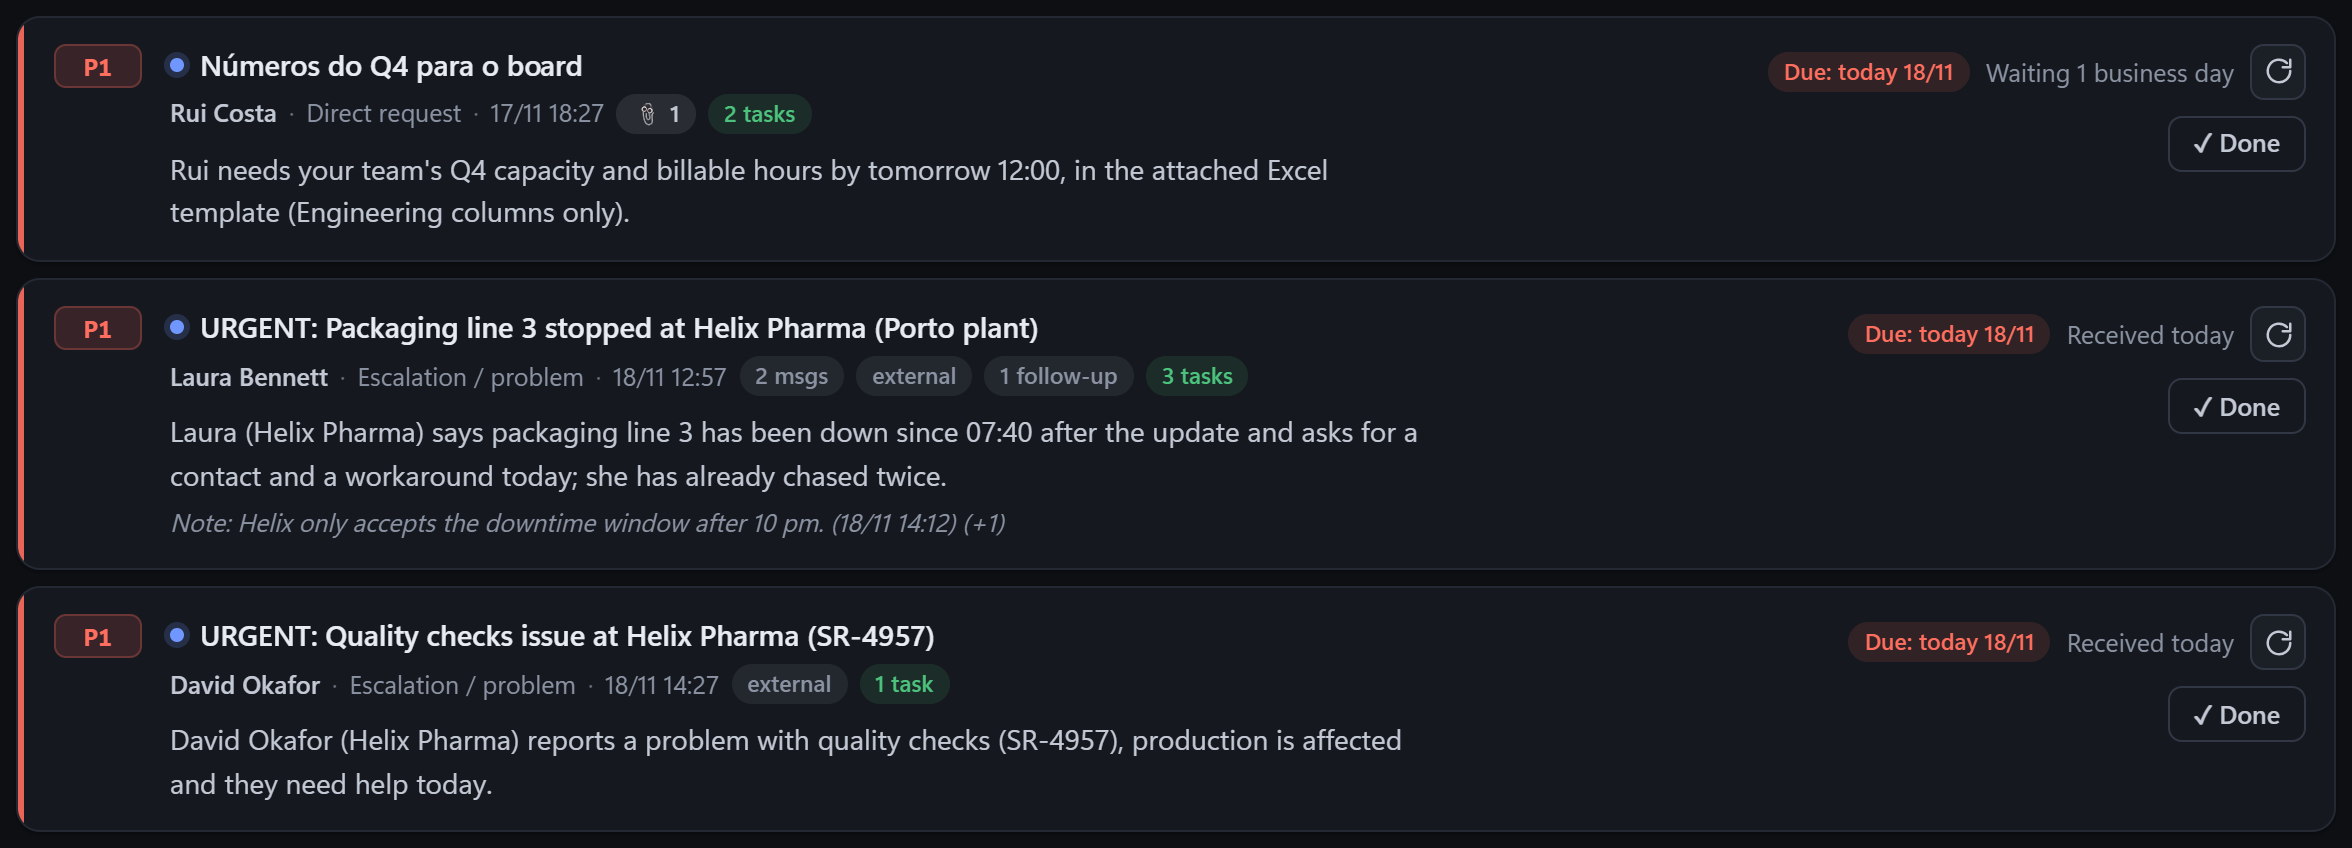 P1 Números do Q4 para o board Due: today 18/11 Waiting 1 business day
Rui Costa · Direct request · 17/11 18:27 1 2 tasks
✓ Done
Rui needs your team's Q4 capacity and billable hours by tomorrow 12:00, in the attached Excel
template (Engineering columns only).
P1 URGENT: Packaging line 3 stopped at Helix Pharma (Porto plant) Due: today 18/11 Received today
Laura Bennett · Escalation / problem · 18/11 12:57 2 msgs external 1 follow-up 3 tasks
✓ Done
Laura (Helix Pharma) says packaging line 3 has been down since 07:40 after the update and asks for a
contact and a workaround today; she has already chased twice.
Note: Helix only accepts the downtime window after 10 pm. (18/11 14:12) (+1)
P1 URGENT: Quality checks issue at Helix Pharma (SR-4957) Due: today 18/11 Received today
David Okafor · Escalation / problem · 18/11 14:27 external 1 task
✓ Done
David Okafor (Helix Pharma) reports a problem with quality checks (SR-4957), production is affected
and they need help today.